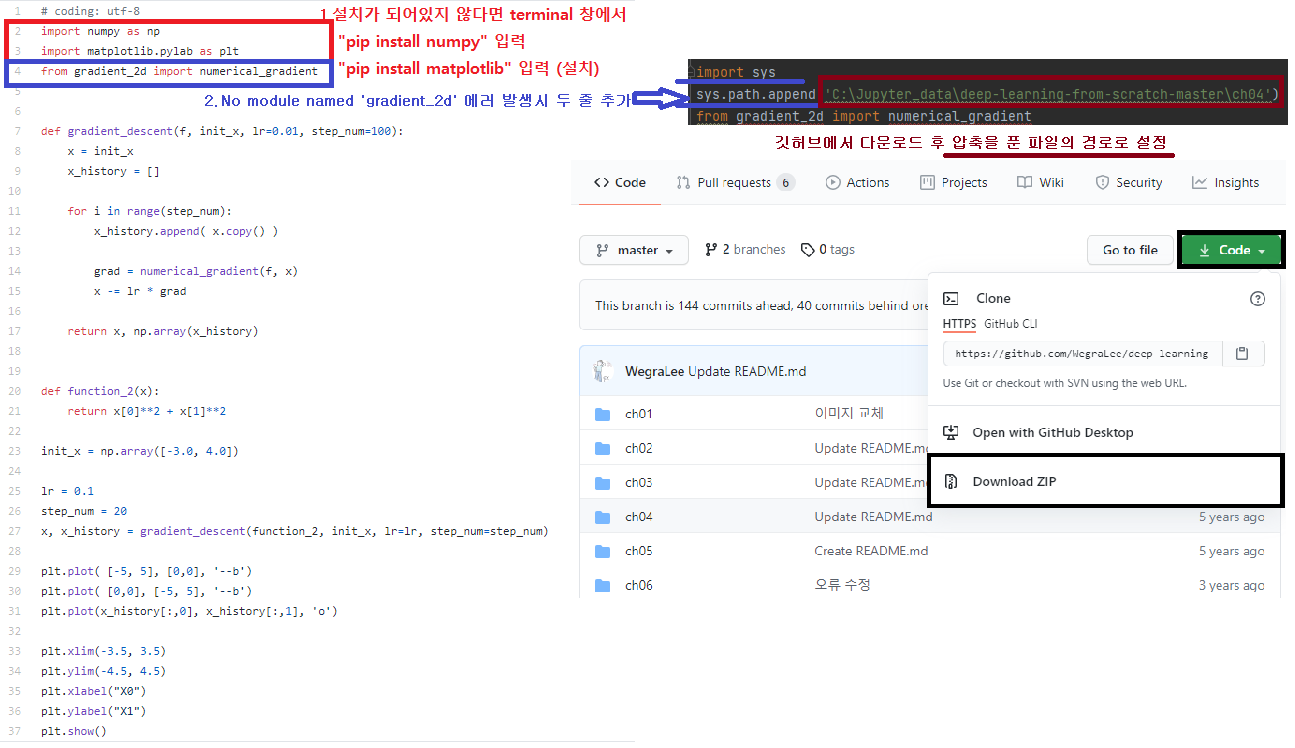 1 # coding: utf-8
2 import numpy as np
3 import matplotlib.pylab as plt
4 from gradient_2d import numerical_gradient
5
6
7 def gradient_descent(f, init_x, lr=0.01, step_num=100):
8     x = init_x
9     x_history = []
10
11     for i in range(step_num):
12         x_history.append( x.copy() )
13
14         grad = numerical_gradient(f, x)
15         x -= lr * grad
16
17     return x, np.array(x_history)
18
19
20 def function_2(x):
21     return x[0]**2 + x[1]**2
22
23 init_x = np.array([-3.0, 4.0])
24
25 lr = 0.1
26 step_num = 20
27 x, x_history = gradient_descent(function_2, init_x, lr=lr, step_num=step_num)
28
29 plt.plot( [-5, 5], [0,0], '--b')
30 plt.plot( [0,0], [-5, 5], '--b')
31 plt.plot(x_history[:,0], x_history[:,1], 'o')
32
33 plt.xlim(-3.5, 3.5)
34 plt.ylim(-4.5, 4.5)
35 plt.xlabel("X0")
36 plt.ylabel("X1")
37 plt.show()
1.설치가 되어있지 않다면 terminal 창에서
"pip install numpy" 입력
"pip install matplotlib" 입력 (설치)
2.No module named 'gradient_2d' 에러 발생시 두 줄 추가
import sys
sys.path.append 'C:\Jupyter_data\deep-learning-from-scratch-master\ch04')
from gradient_2d import numerical_gradient
깃허브에서 다운로드 후 압축을 푼 파일의 경로로 설정
<> Code Pull requests 6 Actions Projects Wiki Security Insights
master 2 branches 0 tags Go to file Code
This branch is 144 commits ahead, 40 commits behind ore
Clone
HTTPS GitHub CLI
https://github.com/WegraLee/deep learning
Use Git or checkout with SVN using the web URL.
Open with GitHub Desktop
Download ZIP
WegraLee Update README.md
ch01 이미지 교체
ch02 Update README.md
ch03 Update README.md
ch04 Update README.md 5 years ago
ch05 Create README.md 5 years ago
ch06 오류 수정 3 years ago